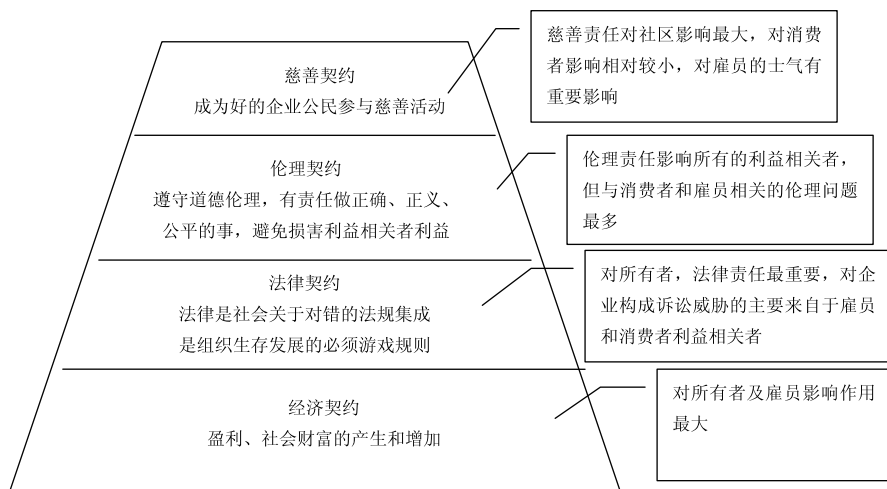 慈善契约
成为好的企业公民参与慈善活动
慈善责任对社区影响最大，对消费
者影响相对较小，对雇员的士气有
重要影响
伦理契约
遵守道德伦理，有责任做正确、正义、
公平的事，避免损害利益相关者利益
伦理责任影响所有的利益相关者，
但与消费者和雇员相关的伦理问题
最多
法律契约
法律是社会关于对错的法规集成
是组织生存发展的必须游戏规则
对所有者，法律责任最重要，对企
业构成诉讼威胁的主要来自于雇员
和消费者利益相关者
经济契约
盈利、社会财富的产生和增加
对所有者及雇员影响作用
最大